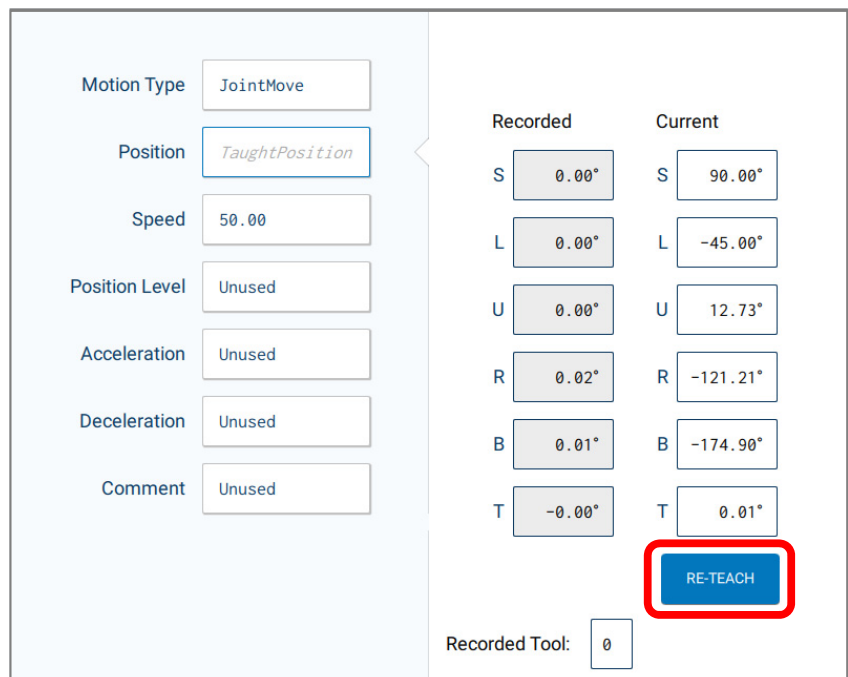 Motion Type JointMove
Position TaughtPosition
Speed 50.00
Position Level Unused
Acceleration Unused
Deceleration Unused
Comment Unused
Recorded Current
S 0.00° S 90.00°
L 0.00° L -45.00°
U 0.00° U 12.73°
R 0.02° R -121.21°
B 0.01° B -174.90°
T -0.00° T 0.01°
RE-TEACH
Recorded Tool: 0